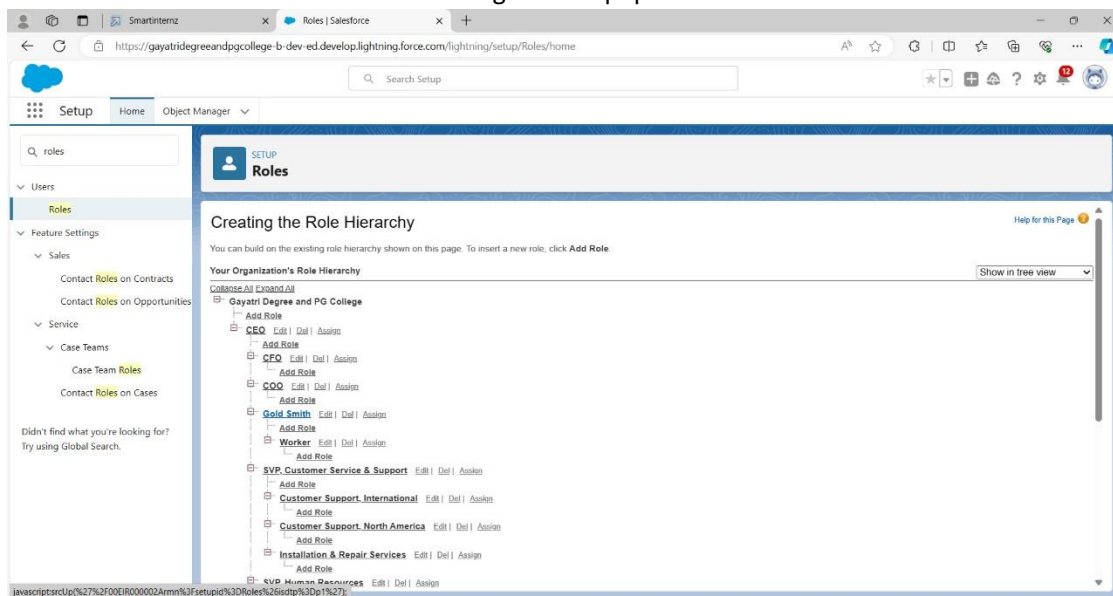 Smartinternz
Roles | Salesforce
https://gayatridegreeandpgcollege-b-dev-ed.develop.lightning.force.com/lightning/setup/Roles/home
Search Setup
12
Setup Home Object Manager
roles
Users
Roles
Feature Settings
Sales
Contact Roles on Contracts
Contact Roles on Opportunities
Service
Case Teams
Case Team Roles
Contact Roles on Cases
Didn't find what you're looking for?
Try using Global Search.
SETUP
Roles
Creating the Role Hierarchy
Help for this Page
You can build on the existing role hierarchy shown on this page. To insert a new role, click Add Role.
Your Organization's Role Hierarchy
Show in tree view
Collapse All Expand All
Gayatri Degree and PG College
Add Role
CEO Edit | Del | Assign
Add Role
CFO Edit | Del | Assign
Add Role
COO Edit | Del | Assign
Add Role
Gold Smith Edit | Del | Assign
Add Role
Worker Edit | Del | Assign
Add Role
SVP, Customer Service & Support Edit | Del | Assign
Add Role
Customer Support, International Edit | Del | Assign
Add Role
Customer Support, North America Edit | Del | Assign
Add Role
Installation & Repair Services Edit | Del | Assign
Add Role
SVP, Human Resources Edit | Del | Assign